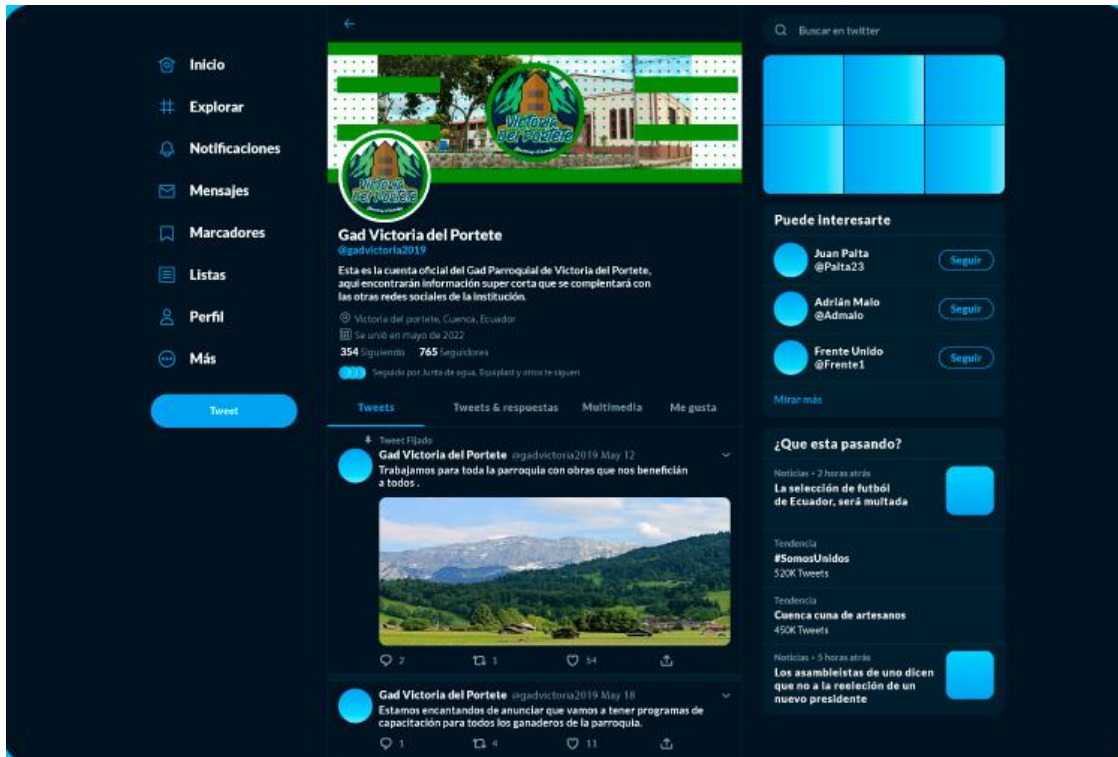 Inicio
Explorar
Notificaciones
Mensajes
Marcadores
Listas
Perfil
Más
Tweet
VICTORIA
DEL PORTETE
VICTORIA
DEL PORTETE
Gad Victoria del Portete
@gadvictoria2019
Esta es la cuenta oficial del Gad Parroquial de Victoria del Portete,
aqui encontrarán información super corta que se complentará con
las otras redes sociales de la institución.
Victoria del portete, Cuenca, Ecuador
Se unió en mayo de 2022
354 Siguiendo 765 Seguidores
Seguido por Junta de agua, Equiplast y otros te siguen
Tweets Tweets & respuestas Multimedia Me gusta
Tweet Fijado
Gad Victoria del Portete @gadvictoria2019 May 12
Trabajamos para toda la parroquia con obras que nos benefician
a todos .
2 1 54
Gad Victoria del Portete @gadvictoria2019 May 18
Estamos encantandos de anunciar que vamos a tener programas de
capacitación para todos los ganaderos de la parroquia.
1 4 11
Buscar en twitter
Puede interesarte
Juan Palta
@Palta23
Seguir
Adrián Malo
@Admalo
Seguir
Frente Unido
@Frente1
Seguir
Mirar más
¿Que esta pasando?
Noticias • 2 horas atrás
La selección de futból
de Ecuador, será multada
Tendencia
#SomosUnidos
520K Tweets
Tendencia
Cuenca cuna de artesanos
450K Tweets
Noticias • 5 horas atrás
Los asambleistas de uno dicen
que no a la reeleción de un
nuevo presidente